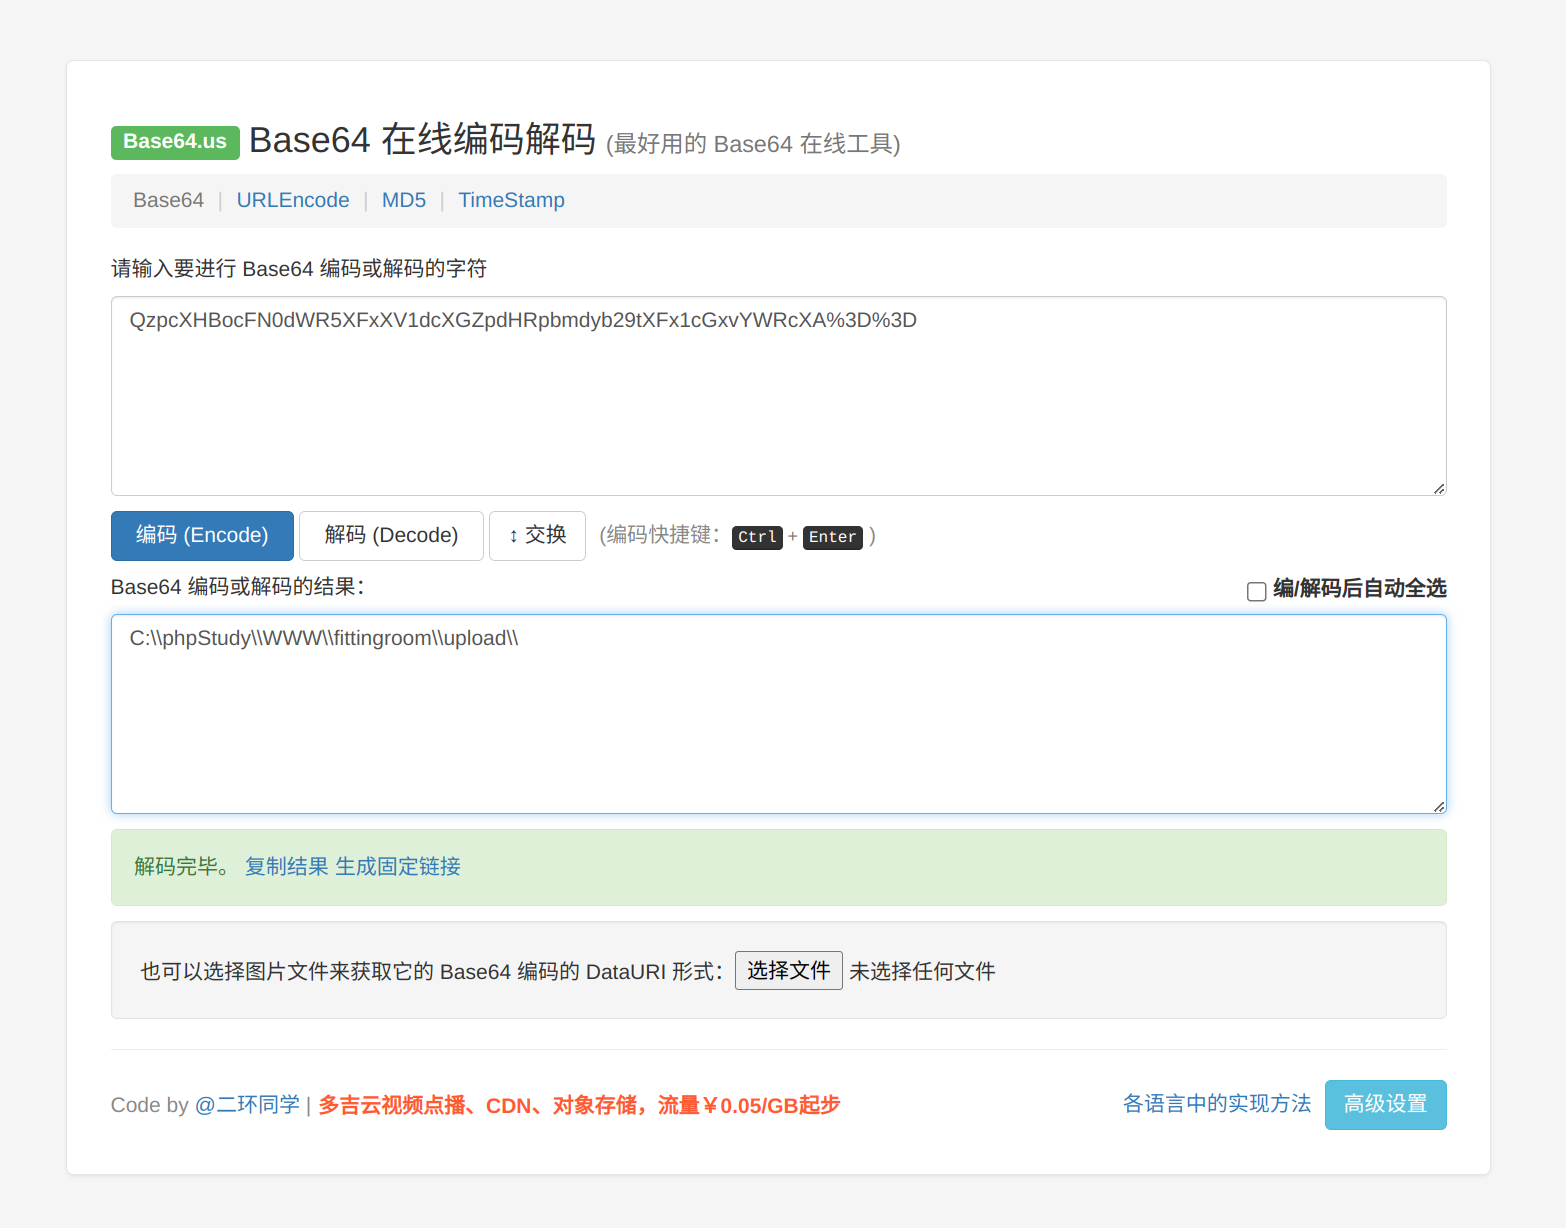 Base64.us Base64 在线编码解码 (最好用的 Base64 在线工具)
Base64 | URLEncode | MD5 | TimeStamp
请输入要进行 Base64 编码或解码的字符
QzpcXHBocFN0dWR5XFxXV1dcXGZpdHRpbmdyb29tXFx1cGxvYWRcXA%3D%3D
编码 (Encode) 解码 (Decode) ↕ 交换 (编码快捷键： Ctrl + Enter )
Base64 编码或解码的结果： 编/解码后自动全选
C:\\phpStudy\\WWW\\fittingroom\\upload\\
解码完毕。 复制结果 生成固定链接
也可以选择图片文件来获取它的 Base64 编码的 DataURI 形式： 选择文件 未选择任何文件
Code by @二环同学 | 多吉云视频点播、CDN、对象存储，流量￥0.05/GB起步 各语言中的实现方法 高级设置